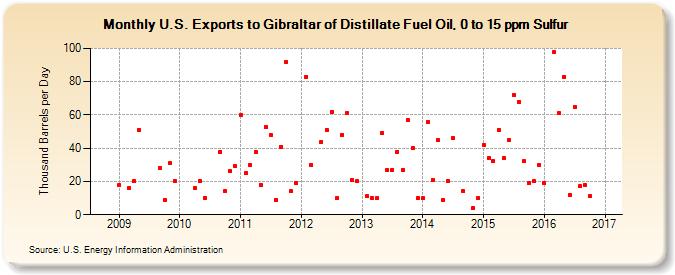 Monthly U.S. Exports to Gibraltar of Distillate Fuel Oil, 0 to 15 ppm Sulfur
Thousand Barrels per Day
100
80
60
40
20
0
2009 2010 2011 2012 2013 2014 2015 2016 2017
Source: U.S. Energy Information Administration